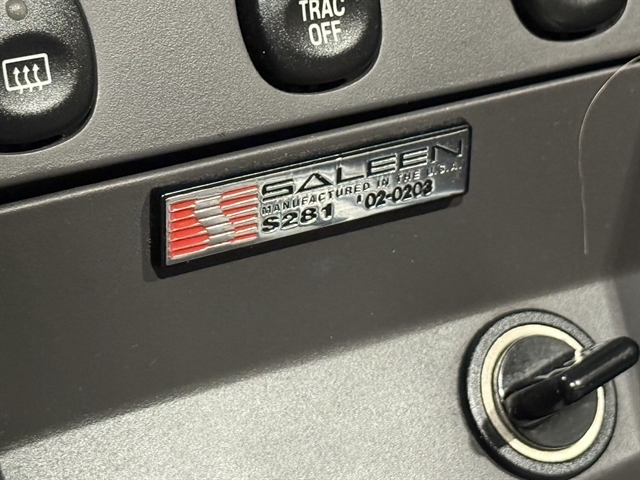 TRAC
OFF
SALEEN
MANUFACTURED IN THE U.S.A.
S281 '02-0203